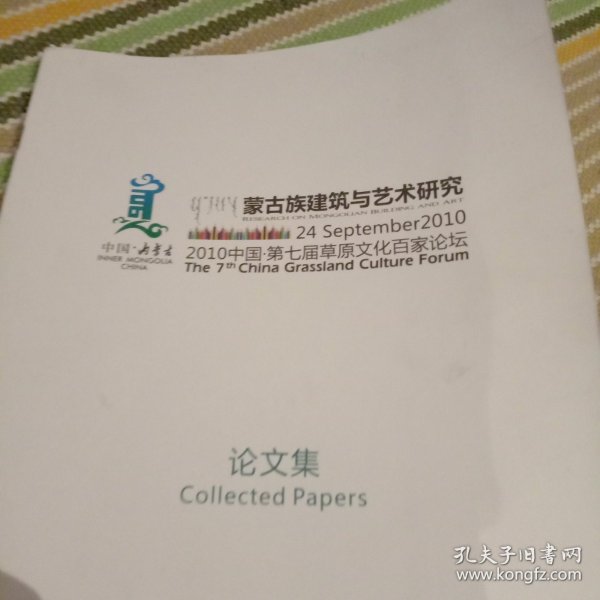 蒙古族建筑与艺术研究
RESEARCH ON MONGOLIAN BUILDING AND ART
24 September2010
2010中国·第七届草原文化百家论坛
The 7th China Grassland Culture Forum
中国·内蒙古
INNER MONGOLIA
CHINA
论文集
Collected Papers
孔夫子旧书网
www.kongfz.com